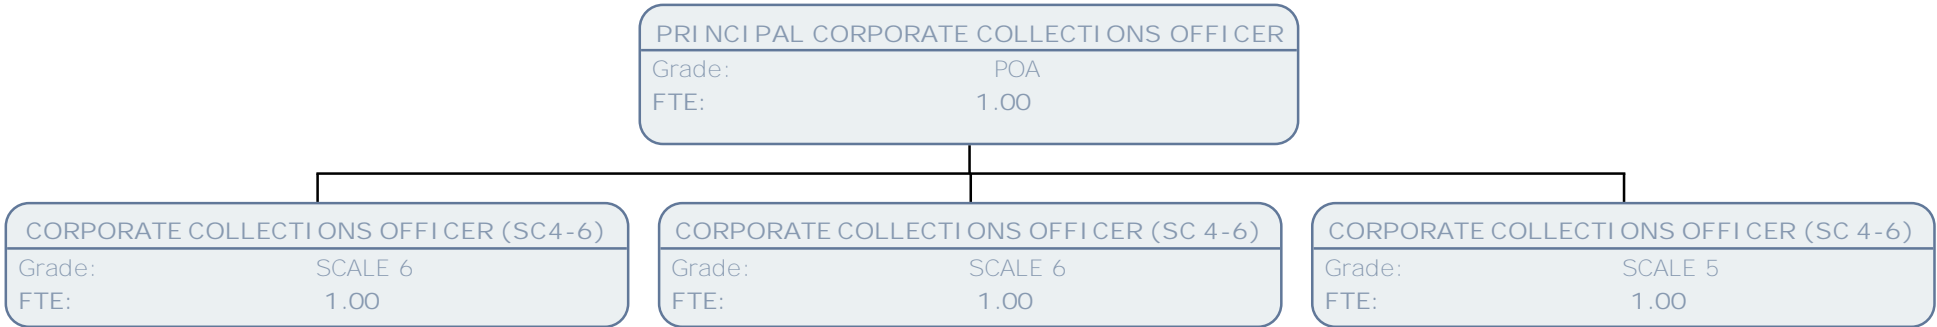 PRINCIPAL CORPORATE COLLECTIONS OFFICER
Grade: POA
FTE: 1.00
CORPORATE COLLECTIONS OFFICER (SC4-6)
Grade: SCALE 6
FTE: 1.00
CORPORATE COLLECTIONS OFFICER (SC 4-6)
Grade: SCALE 6
FTE: 1.00
CORPORATE COLLECTIONS OFFICER (SC 4-6)
Grade: SCALE 5
FTE: 1.00